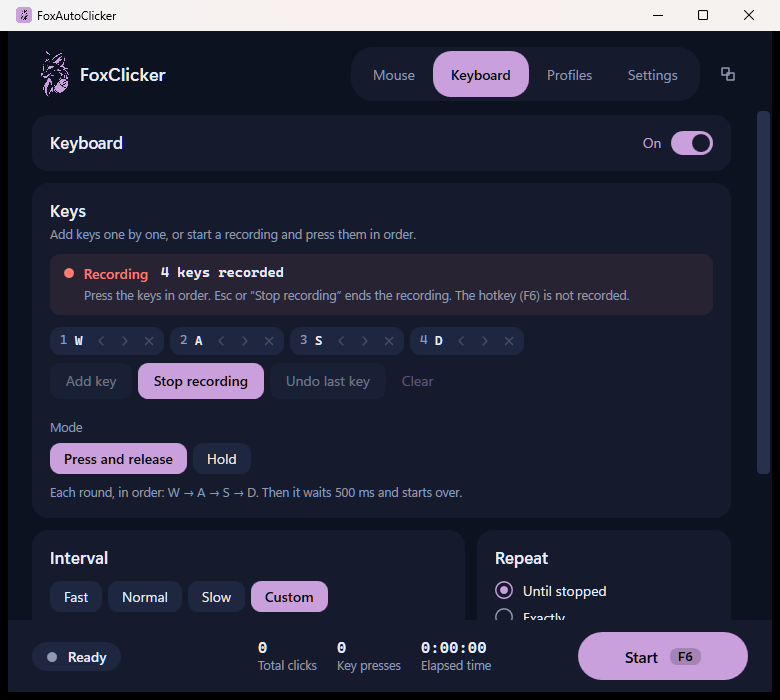 FoxAutoClicker
FoxClicker
Mouse Keyboard Profiles Settings
Keyboard
On
Keys
Add keys one by one, or start a recording and press them in order.
Recording 4 keys recorded
Press the keys in order. Esc or "Stop recording" ends the recording. The hotkey (F6) is not recorded.
1 W 2 A 3 S 4 D
Add key Stop recording Undo last key Clear
Mode
Press and release Hold
Each round, in order: W → A → S → D. Then it waits 500 ms and starts over.
Interval
Fast Normal Slow Custom
Repeat
Until stopped
Exactly
Ready
0 0 0:00:00
Total clicks Key presses Elapsed time
Start F6